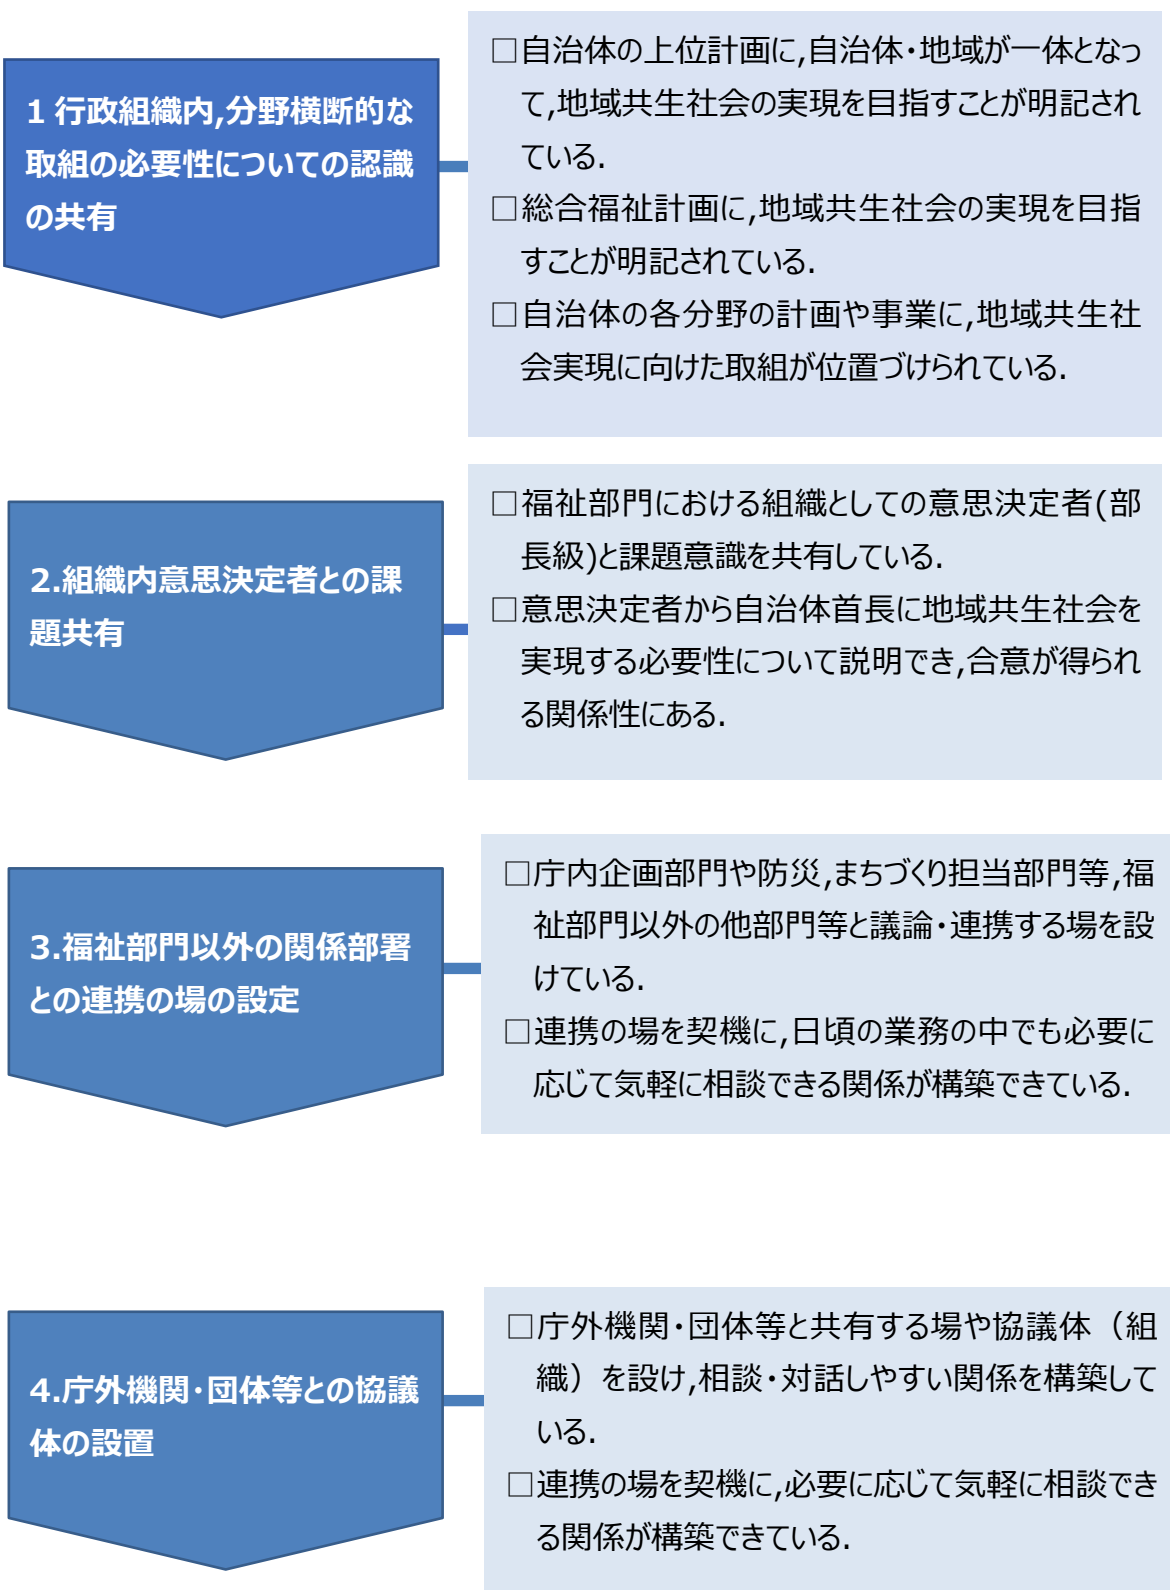 1 行政組織内,分野横断的な
取組の必要性についての認識
の共有
□自治体の上位計画に,自治体・地域が一体となっ
て,地域共生社会の実現を目指すことが明記され
ている.
□総合福祉計画に,地域共生社会の実現を目指
すことが明記されている.
□自治体の各分野の計画や事業に,地域共生社
会実現に向けた取組が位置づけられている.
2.組織内意思決定者との課
題共有
□福祉部門における組織としての意思決定者(部
長級)と課題意識を共有している.
□意思決定者から自治体首長に地域共生社会を
実現する必要性について説明でき,合意が得られ
る関係性にある.
3.福祉部門以外の関係部署
との連携の場の設定
□庁内企画部門や防災,まちづくり担当部門等,福
祉部門以外の他部門等と議論・連携する場を設
けている.
□連携の場を契機に,日頃の業務の中でも必要に
応じて気軽に相談できる関係が構築できている.
4.庁外機関・団体等との協議
体の設置
□庁外機関・団体等と共有する場や協議体（組
織）を設け,相談・対話しやすい関係を構築して
いる.
□連携の場を契機に,必要に応じて気軽に相談でき
る関係が構築できている.